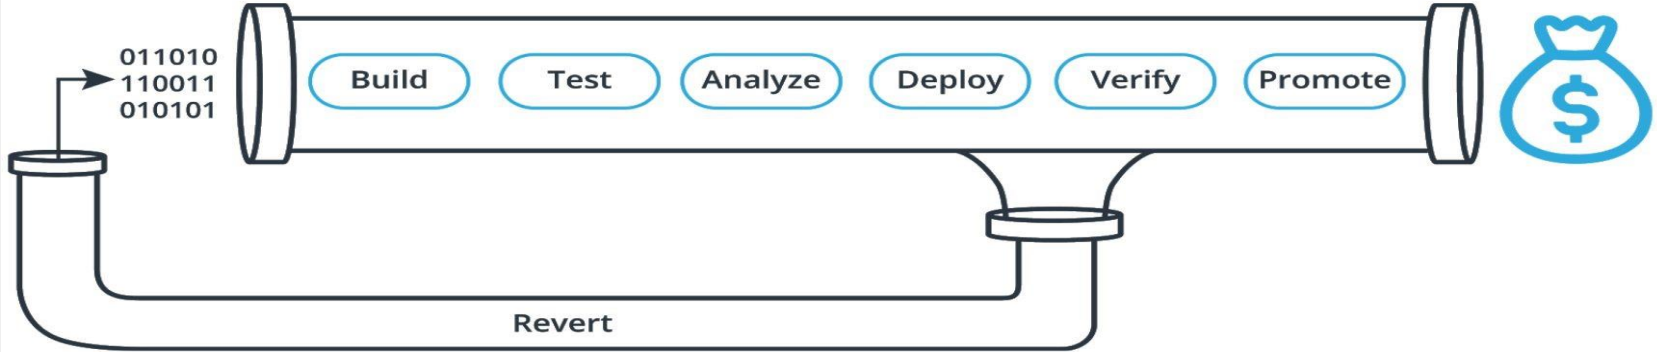 011010
110011
010101
Build
Test
Analyze
Deploy
Verify
Promote
$
Revert